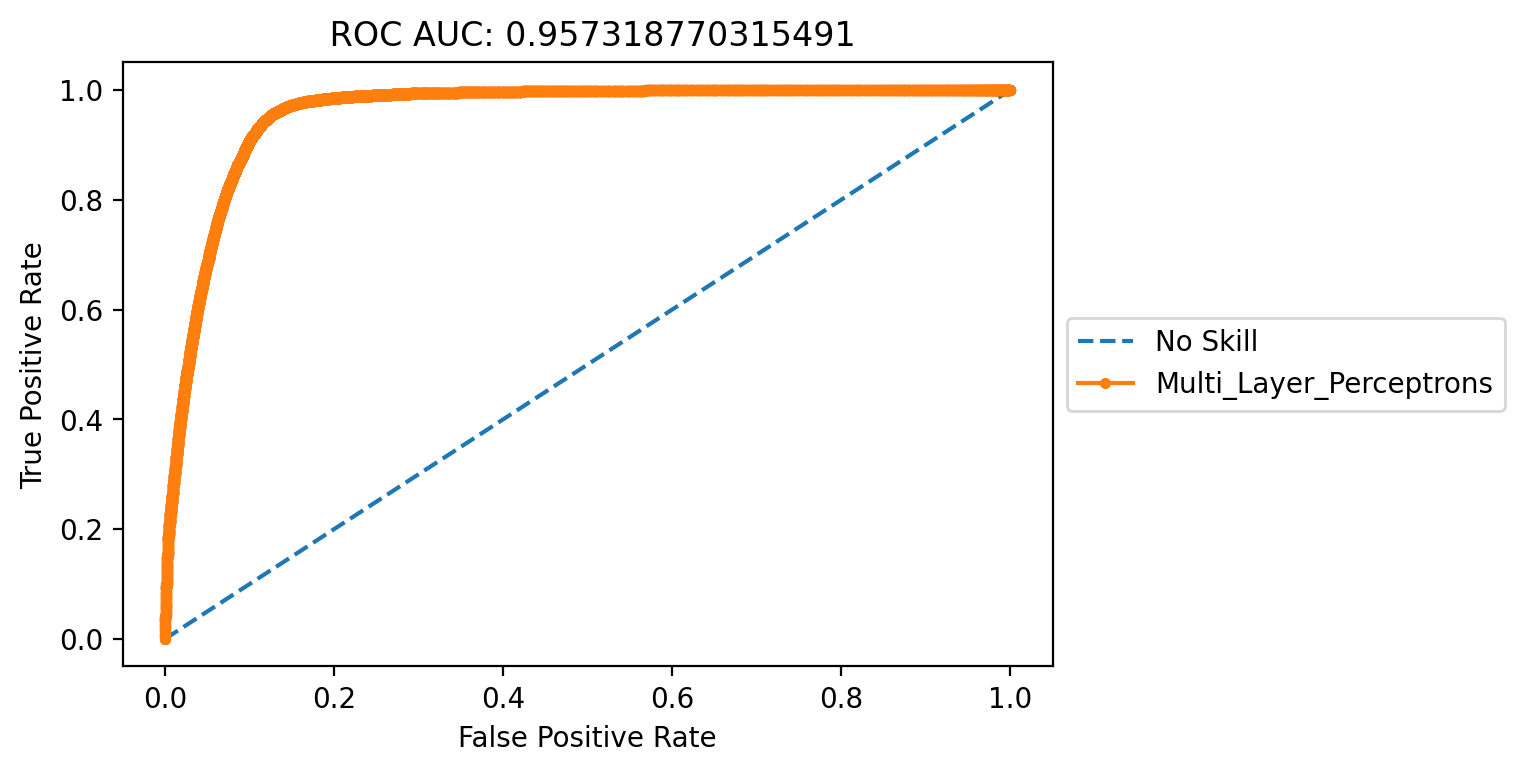 ROC AUC: 0.957318770315491
True Positive Rate
1.0
0.8
0.6
0.4
0.2
0.0
0.0 0.2 0.4 0.6 0.8 1.0
False Positive Rate
No Skill
Multi_Layer_Perceptrons